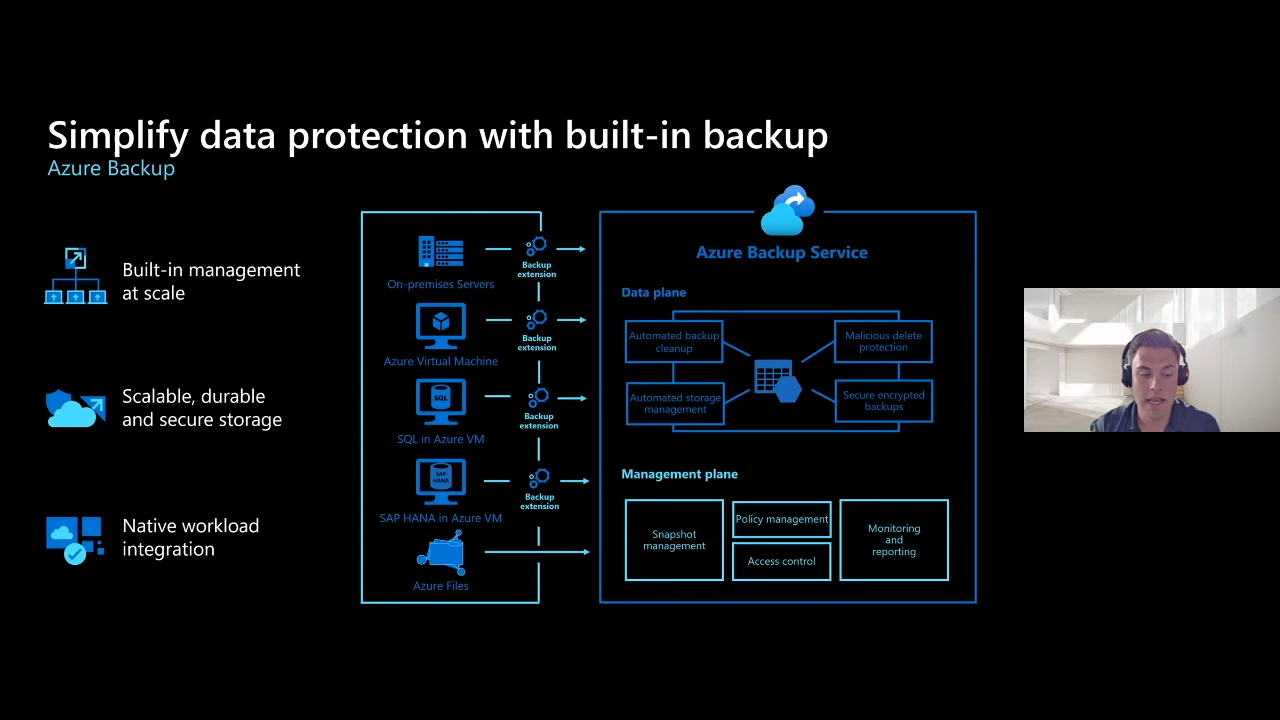 Simplify data protection with built-in backup
Azure Backup
Built-in management
at scale
Scalable, durable
and secure storage
Native workload
integration
On-premises Servers
Backup
extension
Azure Virtual Machine
Backup
extension
SQL
SQL in Azure VM
Backup
extension
SAP
HANA
SAP HANA in Azure VM
Backup
extension
Azure Files
Azure Backup Service
Data plane
Automated backup
cleanup
Malicious delete
protection
Automated storage
management
Secure encrypted
backups
Management plane
Snapshot
management
Policy management
Access control
Monitoring
and
reporting